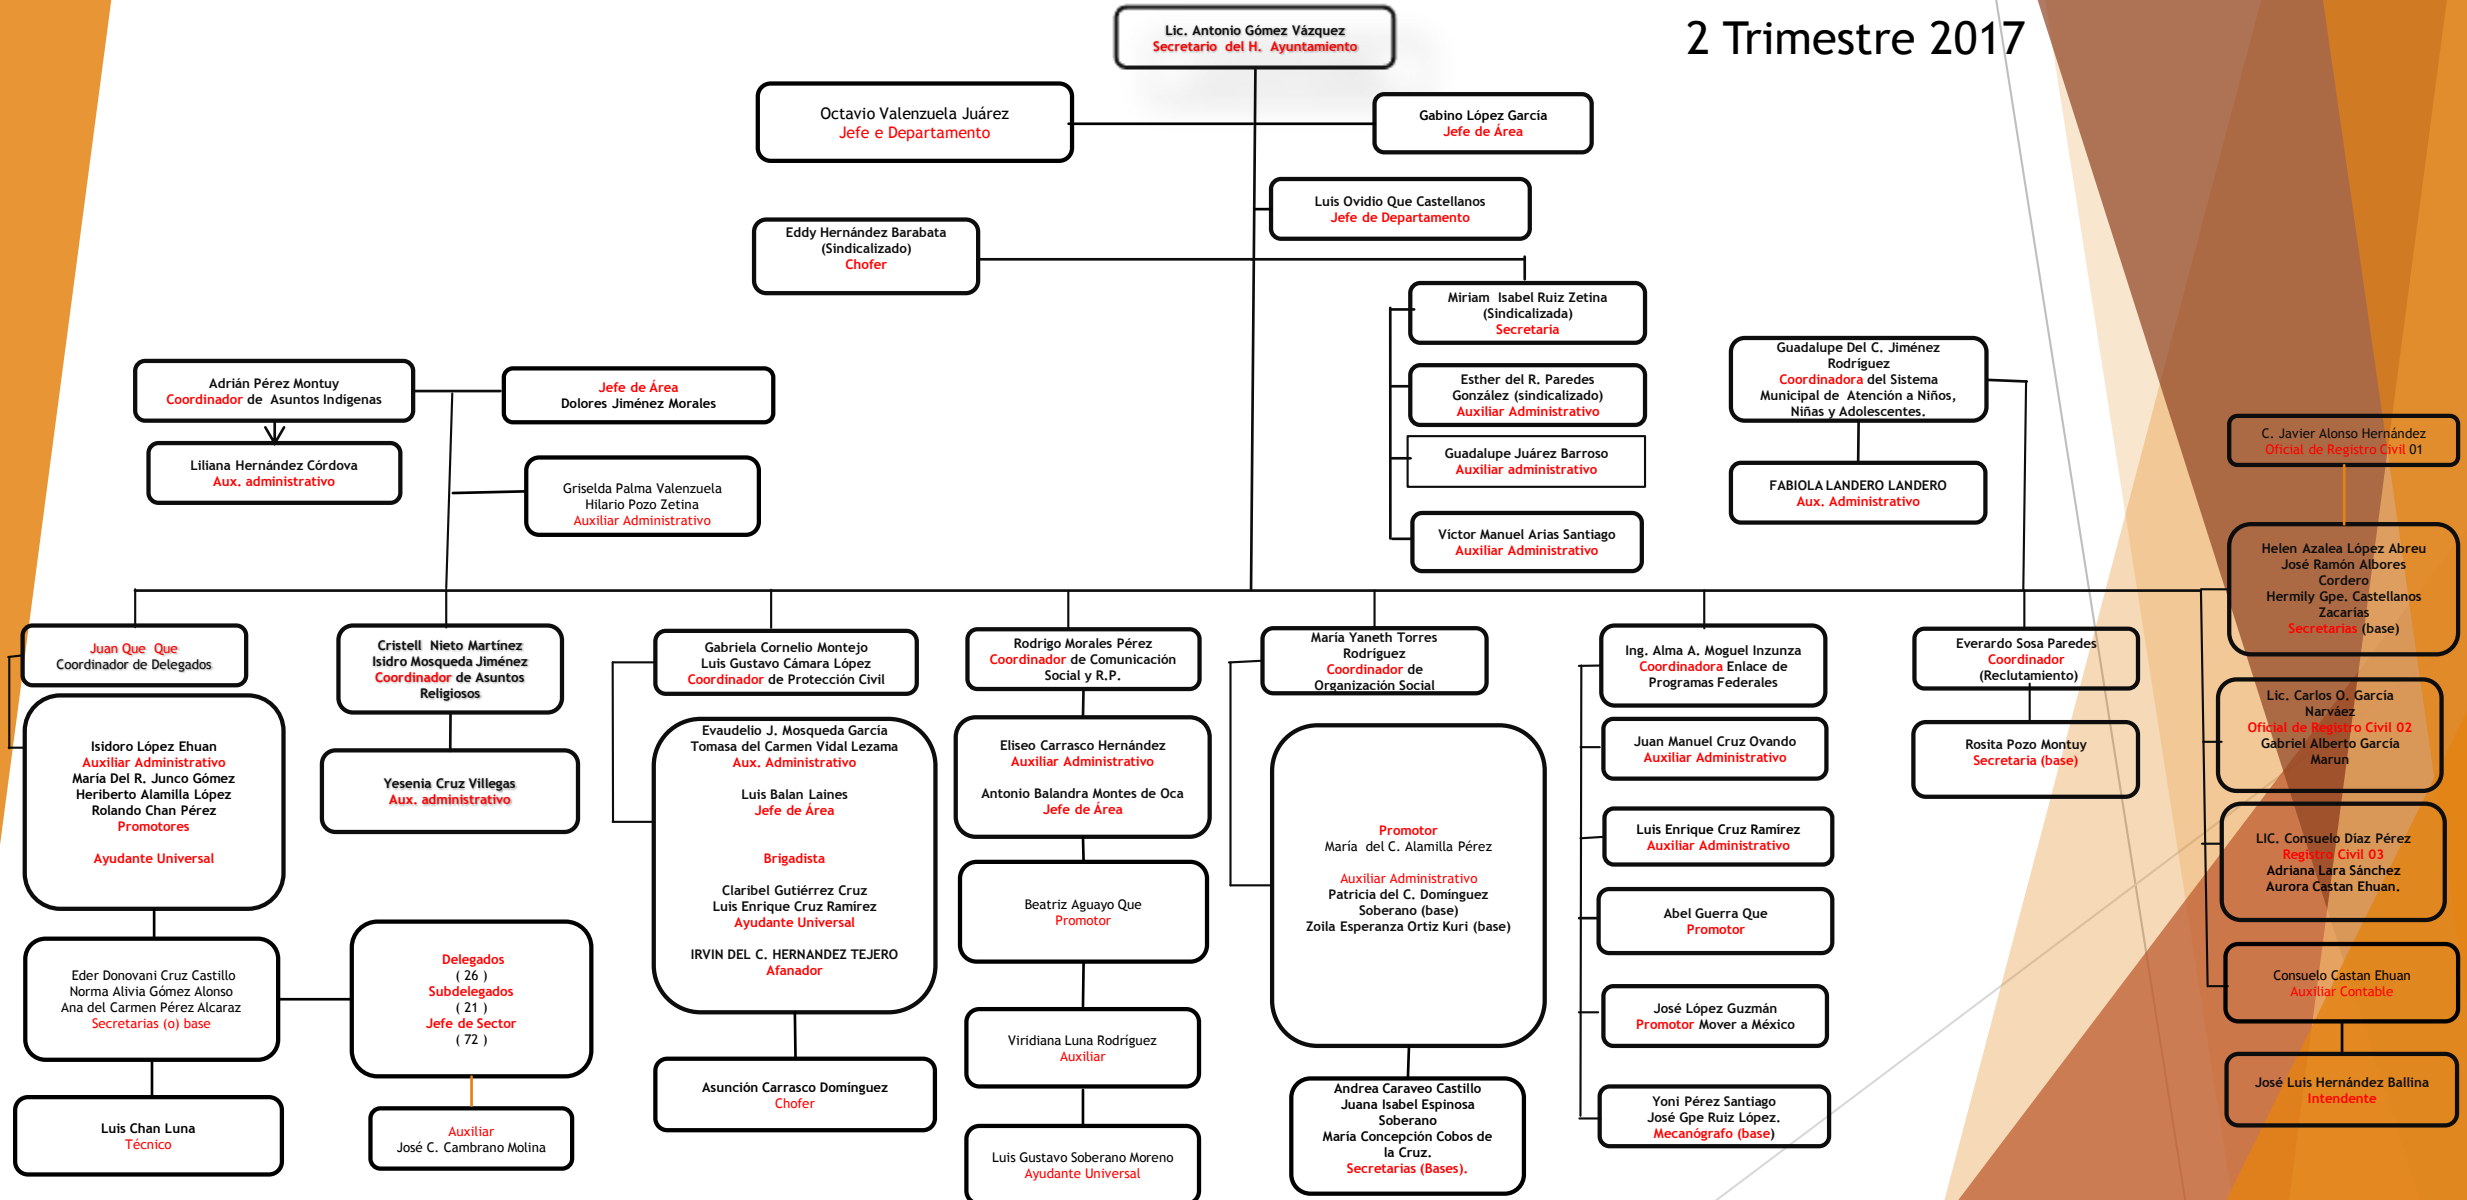 2 Trimestre 2017
Lic. Antonio Gómez Vázquez
Secretario del H. Ayuntamiento
Octavio Valenzuela Juárez
Jefe e Departamento
Gabino López García
Jefe de Área
Luis Ovidio Que Castellanos
Jefe de Departamento
Eddy Hernández Barabata
(Sindicalizado)
Chofer
Miriam Isabel Ruiz Zetina
(Sindicalizada)
Secretaria
Esther del R. Paredes
González (sindicalizado)
Auxiliar Administrativo
Guadalupe Juárez Barroso
Auxiliar administrativo
Víctor Manuel Arias Santiago
Auxiliar Administrativo
Adrián Pérez Montuy
Coordinador de Asuntos Indígenas
Jefe de Área
Dolores Jiménez Morales
Liliana Hernández Córdova
Aux. administrativo
Griselda Palma Valenzuela
Hilario Pozo Zetina
Auxiliar Administrativo
Guadalupe Del C. Jiménez
Rodríguez
Coordinadora del Sistema
Municipal de Atención a Niños,
Niñas y Adolescentes.
FABIOLA LANDERO LANDERO
Aux. Administrativo
C. Javier Alonso Hernández
Oficial de Registro Civil 01
Helen Azalea López Abreu
José Ramón Albores
Cordero
Hermily Gpe. Castellanos
Zacarías
Secretarias (base)
Lic. Carlos O. García
Narváez
Oficial de Registro Civil 02
Gabriel Alberto García
Marun
LIC. Consuelo Díaz Pérez
Registro Civil 03
Adriana Lara Sánchez
Aurora Castan Ehuan.
Consuelo Castan Ehuan
Auxiliar Contable
José Luis Hernández Ballina
Intendente
Juan Que Que
Coordinador de Delegados
Isidoro López Ehuan
Auxiliar Administrativo
María Del R. Junco Gómez
Heriberto Alamilla López
Rolando Chan Pérez
Promotores
Ayudante Universal
Eder Donovani Cruz Castillo
Norma Alivia Gómez Alonso
Ana del Carmen Pérez Alcaraz
Secretarias (o) base
Luis Chan Luna
Técnico
Cristell Nieto Martínez
Isidro Mosqueda Jiménez
Coordinador de Asuntos
Religiosos
Yesenia Cruz Villegas
Aux. administrativo
Delegados
( 26 )
Subdelegados
( 21 )
Jefe de Sector
( 72 )
Auxiliar
José C. Cambrano Molina
Gabriela Cornelio Montejo
Luis Gustavo Cámara López
Coordinador de Protección Civil
Evaudelio J. Mosqueda García
Tomasa del Carmen Vidal Lezama
Aux. Administrativo
Luis Balan Laines
Jefe de Área
Brigadista
Claribel Gutiérrez Cruz
Luis Enrique Cruz Ramírez
Ayudante Universal
IRVIN DEL C. HERNANDEZ TEJERO
Afanador
Asunción Carrasco Domínguez
Chofer
Rodrigo Morales Pérez
Coordinador de Comunicación
Social y R.P.
Eliseo Carrasco Hernández
Auxiliar Administrativo
Antonio Balandra Montes de Oca
Jefe de Área
Beatriz Aguayo Que
Promotor
Viridiana Luna Rodríguez
Auxiliar
Luis Gustavo Soberano Moreno
Ayudante Universal
María Yaneth Torres
Rodríguez
Coordinador de
Organización Social
Promotor
María del C. Alamilla Pérez
Auxiliar Administrativo
Patricia del C. Domínguez
Soberano (base)
Zoila Esperanza Ortiz Kuri (base)
Andrea Caraveo Castillo
Juana Isabel Espinosa
Soberano
María Concepción Cobos de
la Cruz.
Secretarias (Bases).
Ing. Alma A. Moguel Inzunza
Coordinadora Enlace de
Programas Federales
Juan Manuel Cruz Ovando
Auxiliar Administrativo
Luis Enrique Cruz Ramírez
Auxiliar Administrativo
Abel Guerra Que
Promotor
José López Guzmán
Promotor Mover a México
Yoni Pérez Santiago
José Gpe Ruiz López.
Mecanógrafo (base)
Everardo Sosa Paredes
Coordinador
(Reclutamiento)
Rosita Pozo Montuy
Secretaria (base)